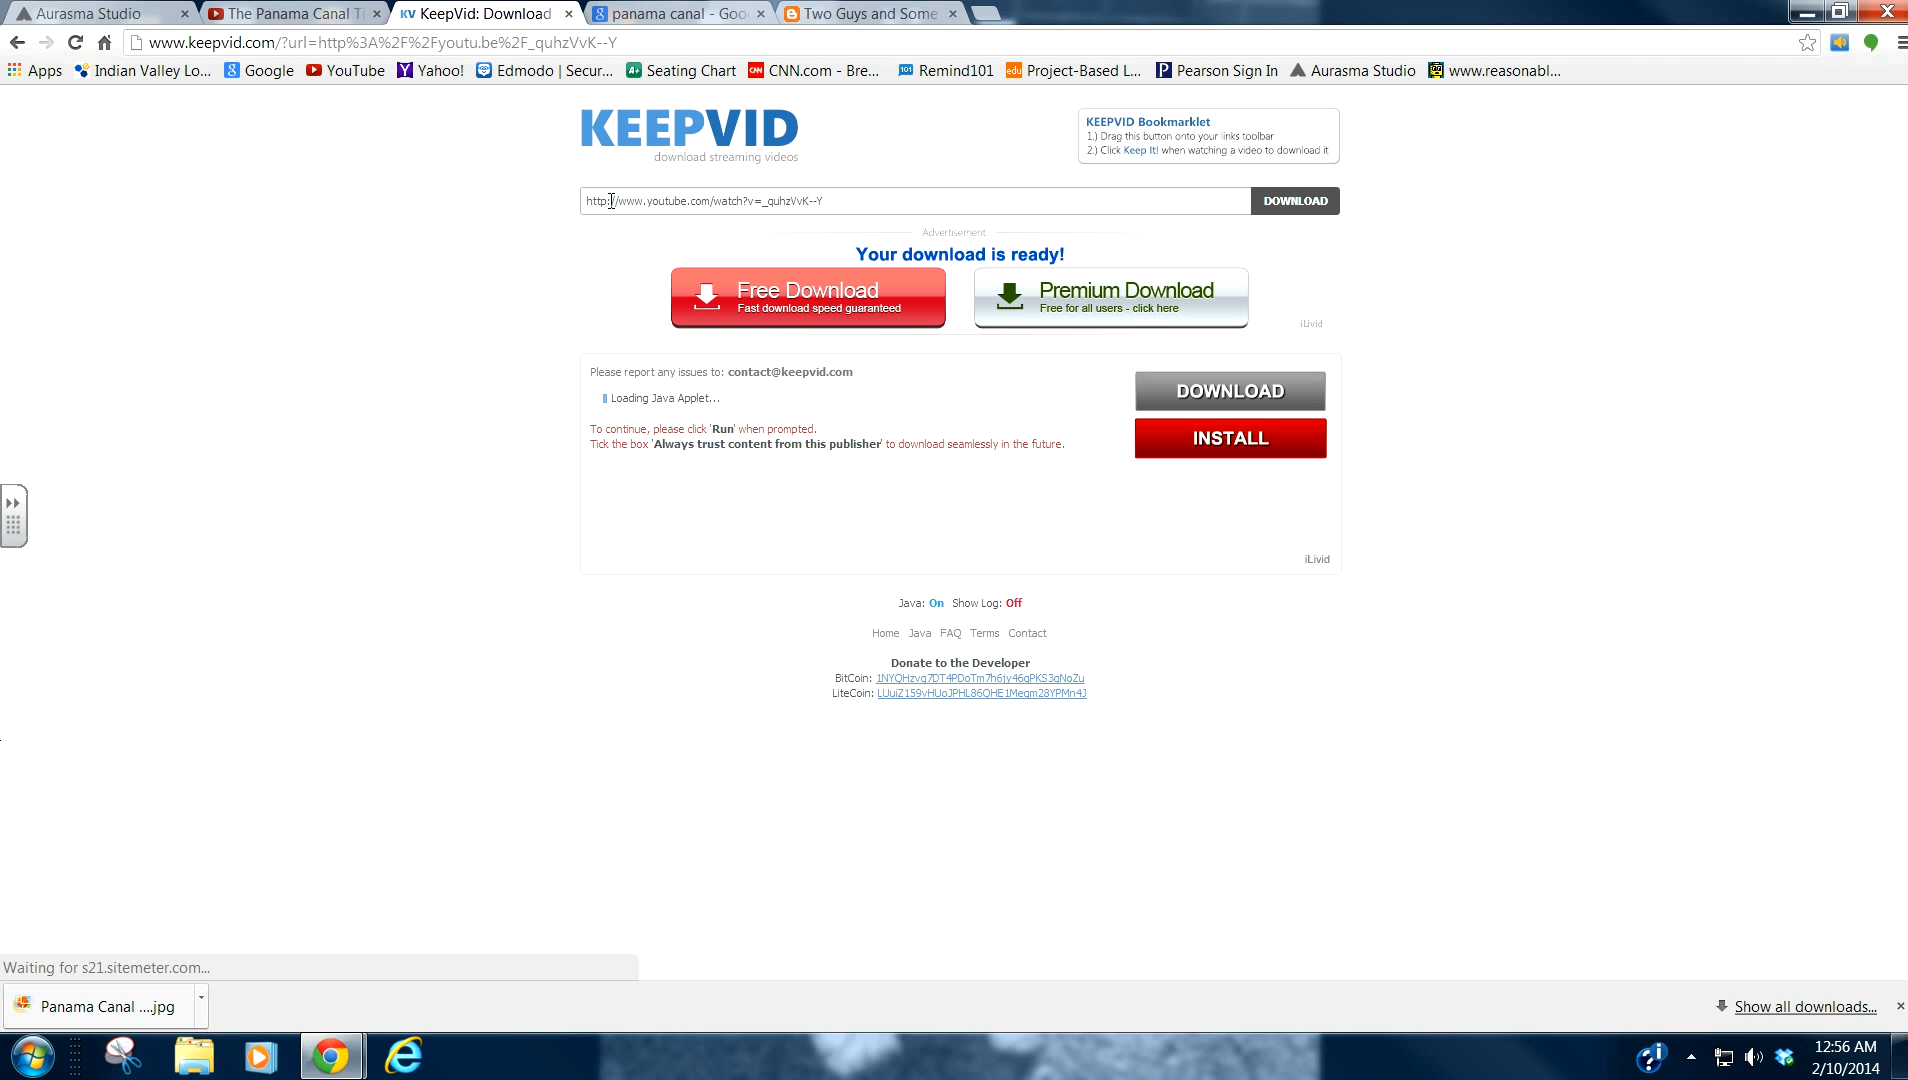 Aurasma Studio
The Panama Canal Ti
KV KeepVid: Download
panama canal - Goo
Two Guys and Some
www.keepvid.com/?url=http%3A%2F%2Fyoutu.be%2F_quhzVvK--Y
Apps Indian Valley Lo... Google YouTube Yahoo! Edmodo | Secur... Seating Chart CNN.com - Bre... Remind101 Project-Based L... Pearson Sign In Aurasma Studio www.reasonabl...
KEEPVID
download streaming videos
KEEPVID Bookmarklet
1.) Drag this button onto your links toolbar
2.) Click Keep It! when watching a video to download it
http://www.youtube.com/watch?v=_quhzVvK--Y
DOWNLOAD
Advertisement
Your download is ready!
Free Download
Fast download speed guaranteed
Premium Download
Free for all users - click here
iLivid
Please report any issues to: contact@keepvid.com
Loading Java Applet...
To continue, please click 'Run' when prompted.
Tick the box 'Always trust content from this publisher' to download seamlessly in the future.
DOWNLOAD
INSTALL
iLivid
Java: On Show Log: Off
Home Java FAQ Terms Contact
Donate to the Developer
BitCoin: 1NYQHzvg7DT4PDoTm7h6jy46gPKS3gNoZu
LiteCoin: LUuiZ159vHUoJPHL86QHE1Meqm28YPMn4J
Waiting for s21.sitemeter.com...
Panama Canal ....jpg
Show all downloads...
12:56 AM
2/10/2014